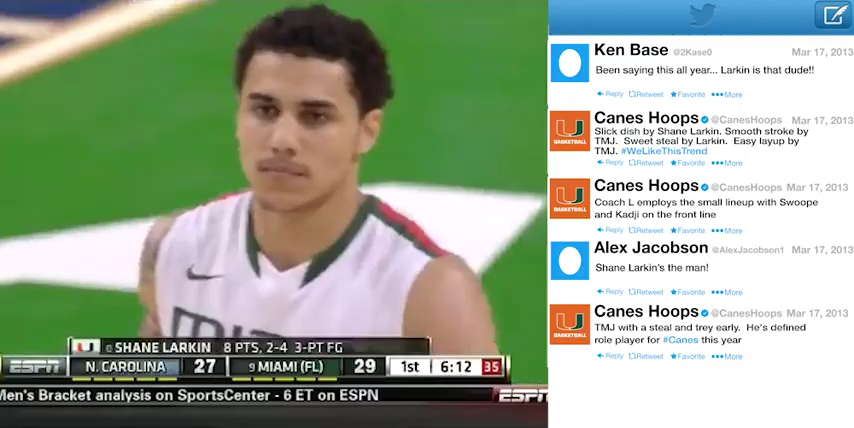 MIAMI
U
0 SHANE LARKIN 8 PTS, 2-4 3-PT FG
ESPN N. CAROLINA 27 9 MIAMI (FL) 29 1st 6:12 35
Men's Bracket analysis on SportsCenter - 6 ET on ESPN
ESPN
Ken Base @2Kase0 Mar 17, 2013
Been saying this all year... Larkin is that dude!!
Reply Retweet Favorite More
U
BASKETBALL
Canes Hoops @CanesHoops Mar 17, 2013
Slick dish by Shane Larkin. Smooth stroke by
TMJ. Sweet steal by Larkin. Easy layup by
TMJ. #WeLikeThisTrend
Reply Retweet Favorite More
U
BASKETBALL
Canes Hoops @CanesHoops Mar 17, 2013
Coach L employs the small lineup with Swoope
and Kadji on the front line
Reply Retweet Favorite More
Alex Jacobson @AlexJacobson1 Mar 17, 2013
Shane Larkin's the man!
Reply Retweet Favorite More
U
BASKETBALL
Canes Hoops @CanesHoops Mar 17, 2013
TMJ with a steal and trey early. He's defined
role player for #Canes this year
Reply Retweet Favorite More